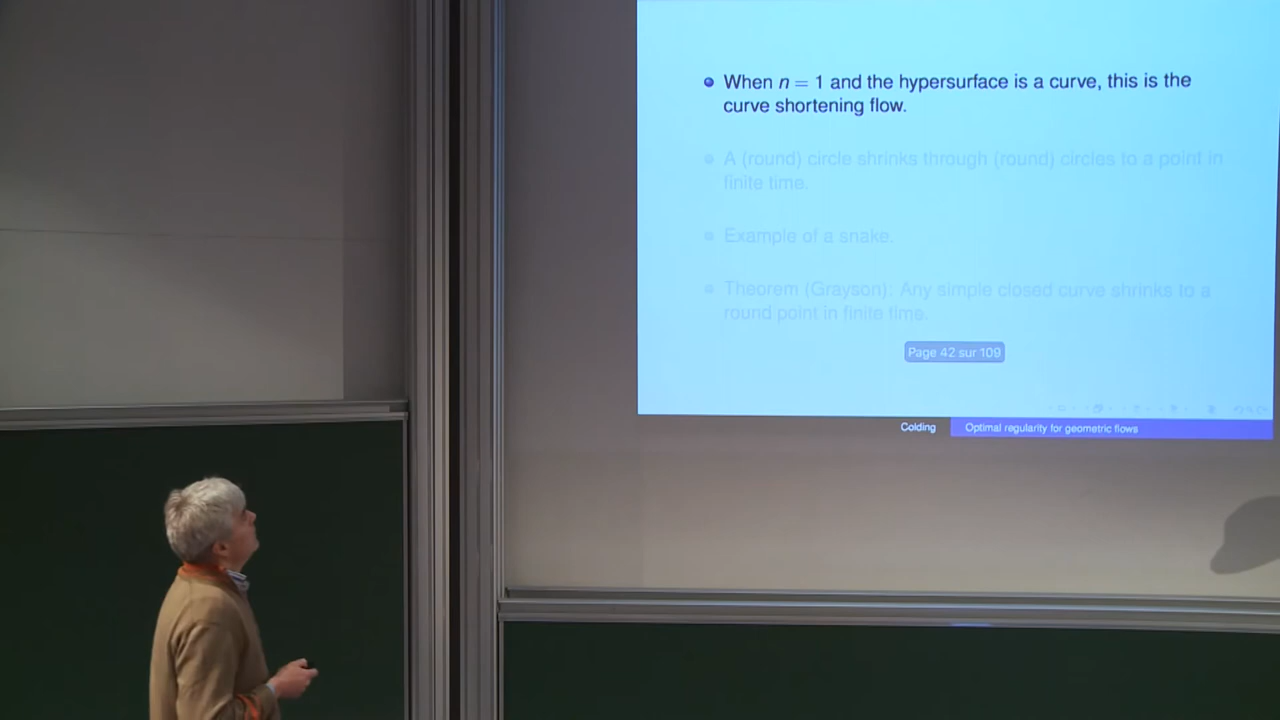 When n = 1 and the hypersurface is a curve, this is the
curve shortening flow.
A (round) circle shrinks through (round) circles to a point in
finite time.
Example of a snake.
Theorem (Grayson): Any simple closed curve shrinks to a
round point in finite time.
Page 42 sur 109
Colding
Optimal regularity for geometric flows